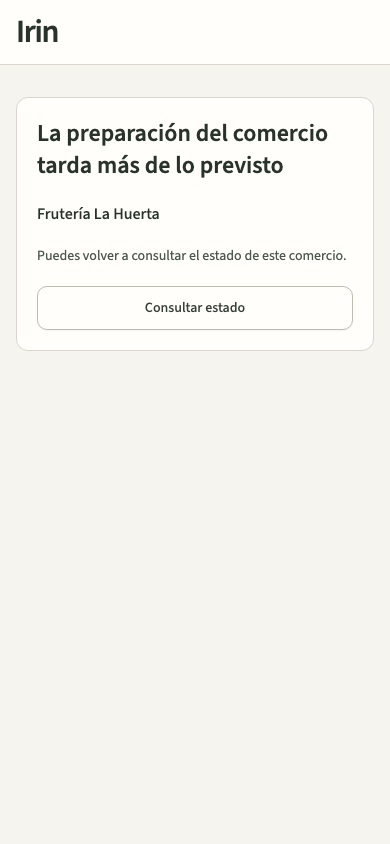 Irin
La preparación del comercio
tarda más de lo previsto
Frutería La Huerta
Puedes volver a consultar el estado de este comercio.
Consultar estado